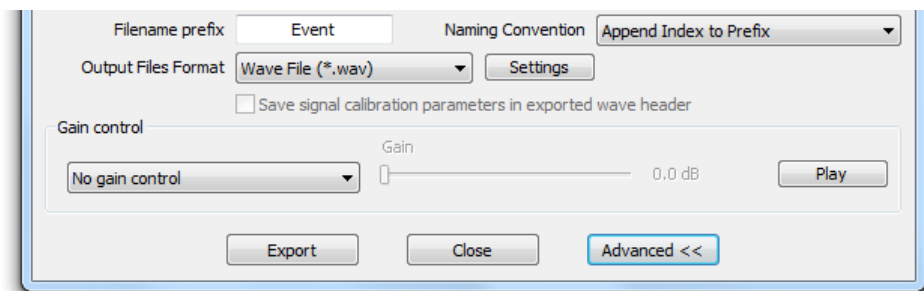 Filename prefix Event Naming Convention Append Index to Prefix
Output Files Format Wave File (*.wav) Settings
Save signal calibration parameters in exported wave header
Gain control
Gain
No gain control 0.0 dB Play
Export Close Advanced <<